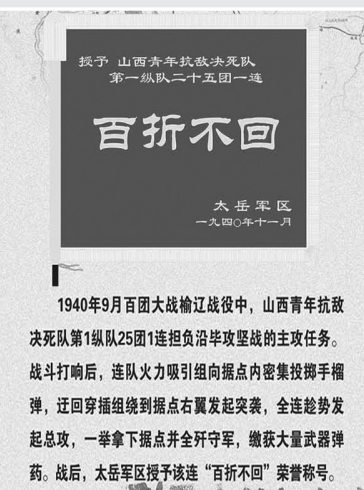 授予 山西青年抗敌决死队
第一纵队二十五团一连
百折不回
太岳军区
一九四〇年十一月
1940年9月百团大战榆辽战役中，山西青年抗敌
决死队第1纵队25团1连担负沿毕攻坚战的主攻任务。
战斗打响后，连队火力吸引组向据点内密集投掷手榴
弹，迂回穿插组绕到据点右翼发起突袭，全连趁势发
起总攻，一举拿下据点并全歼守军，缴获大量武器弹
药。战后，太岳军区授予该连“百折不回”荣誉称号。